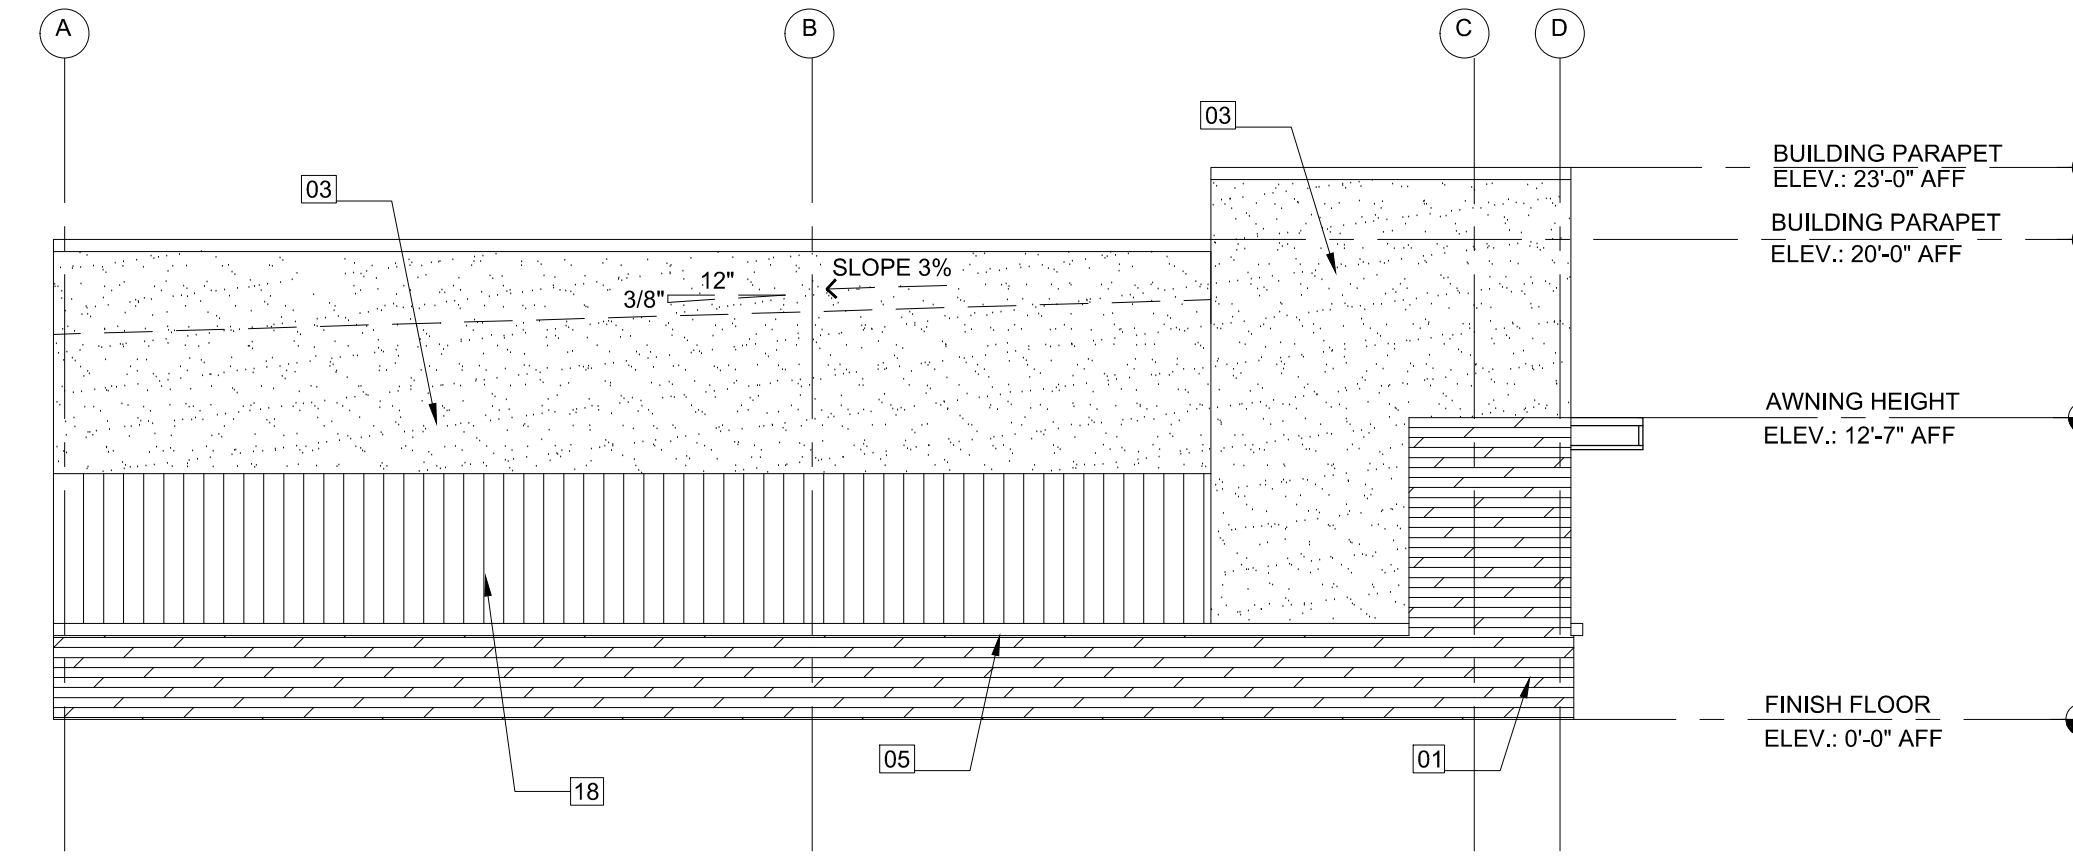 A
B
C
D
03
03
BUILDING PARAPET
ELEV.: 23'-0" AFF
BUILDING PARAPET
ELEV.: 20'-0" AFF
SLOPE 3%
12"
3/8"
AWNING HEIGHT
ELEV.: 12'-7" AFF
FINISH FLOOR
ELEV.: 0'-0" AFF
05
01
18